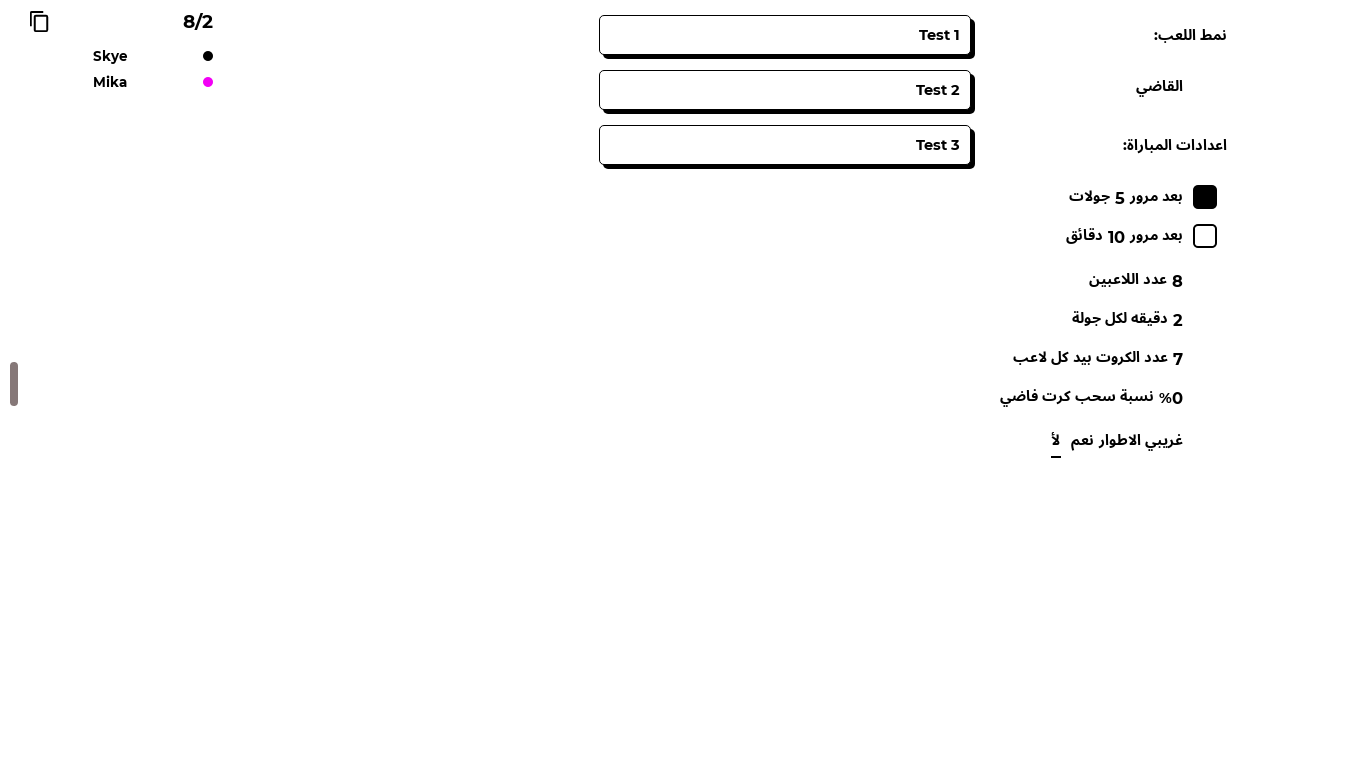 نمط اللعب:
القاضي
اعدادات المباراة:
بعد مرور 5 جولات
بعد مرور 10 دقائق
8 عدد اللاعبين
2 دقيقه لكل جولة
7 عدد الكروت بيد كل لاعب
%0 نسبة سحب كرت فاضي
غريبي الاطوار نعم لأ
Test 1
Test 2
Test 3
8/2
Skye
Mika